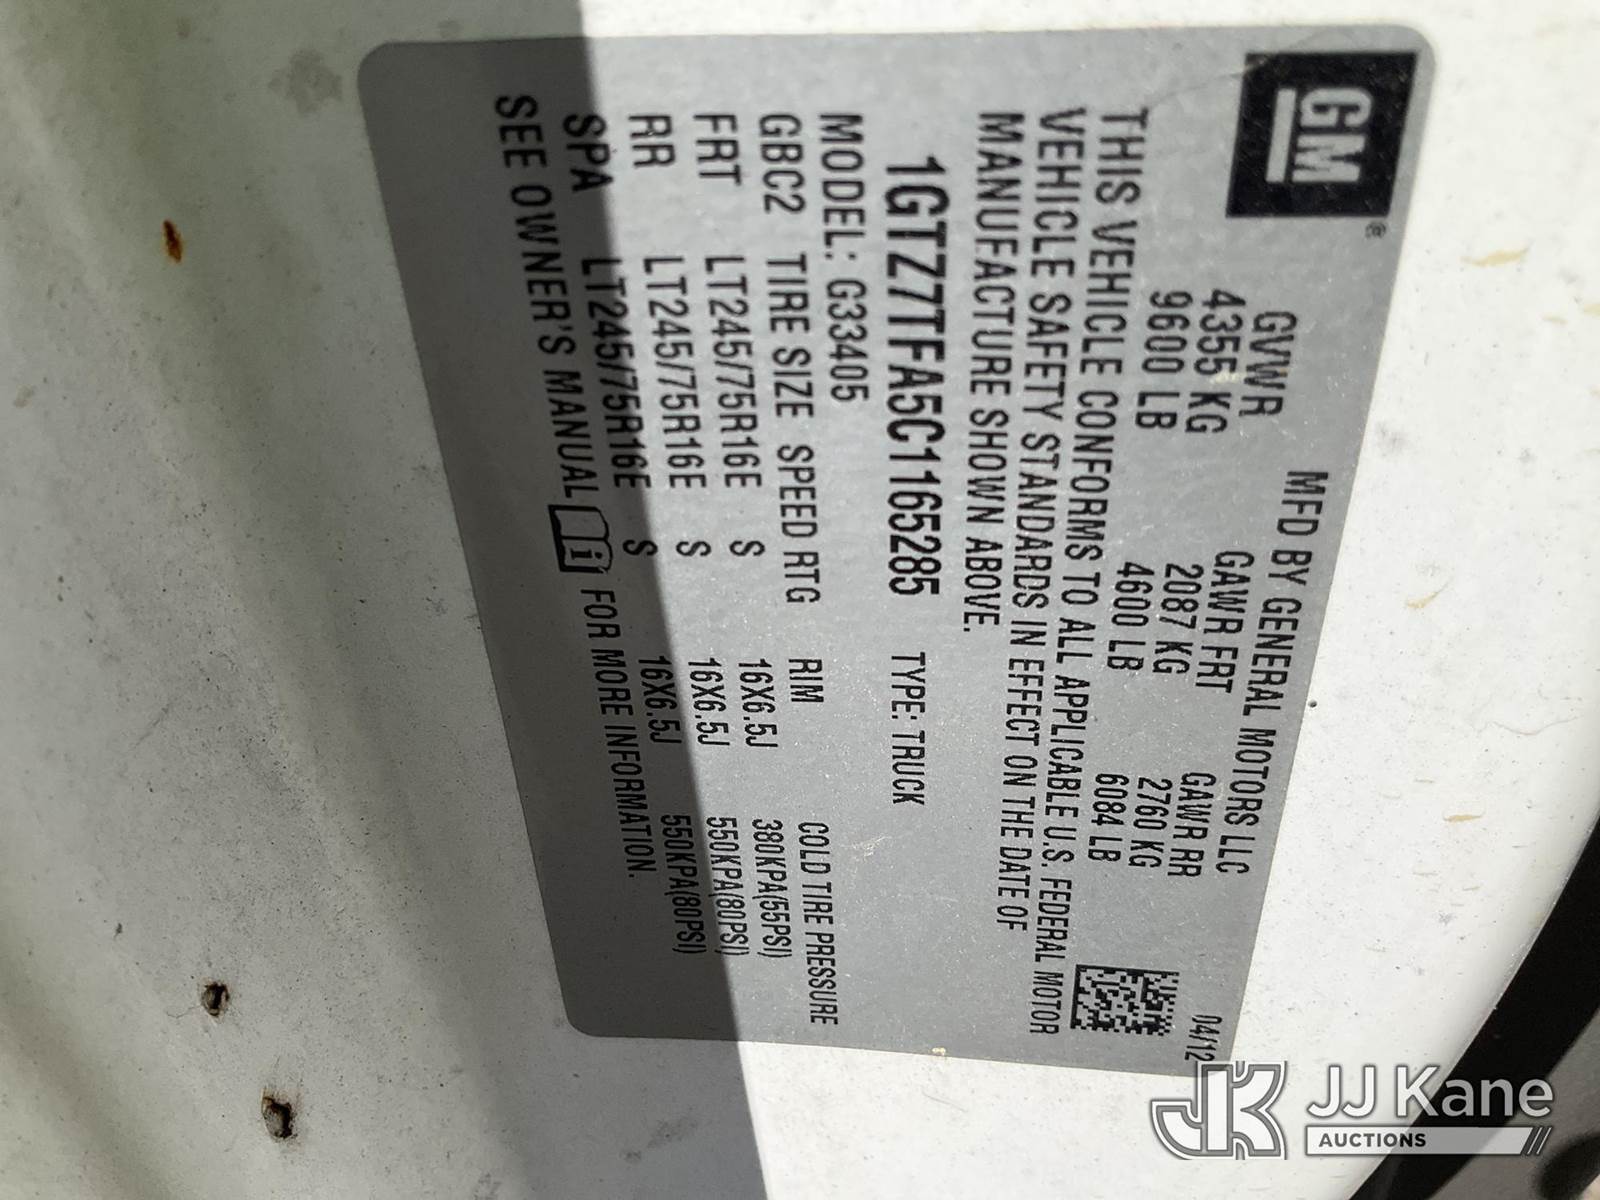 GM®
MFD BY GENERAL MOTORS LLC 04/12
GVWR GAWR FRT GAWR RR
4355 KG 2087 KG 2760 KG
9600 LB 4600 LB 6084 LB
THIS VEHICLE CONFORMS TO ALL APPLICABLE U.S. FEDERAL MOTOR
VEHICLE SAFETY STANDARDS IN EFFECT ON THE DATE OF
MANUFACTURE SHOWN ABOVE.
1GTZ7TFA5C1165285 TYPE: TRUCK
MODEL: G33405
GBC2 TIRE SIZE SPEED RTG RIM COLD TIRE PRESSURE
FRT LT245/75R16E S 16X6.5J 380KPA(55PSI)
RR LT245/75R16E S 16X6.5J 550KPA(80PSI)
SPA LT245/75R16E S 16X6.5J 550KPA(80PSI)
SEE OWNER'S MANUAL i FOR MORE INFORMATION.
JK JJ Kane
AUCTIONS